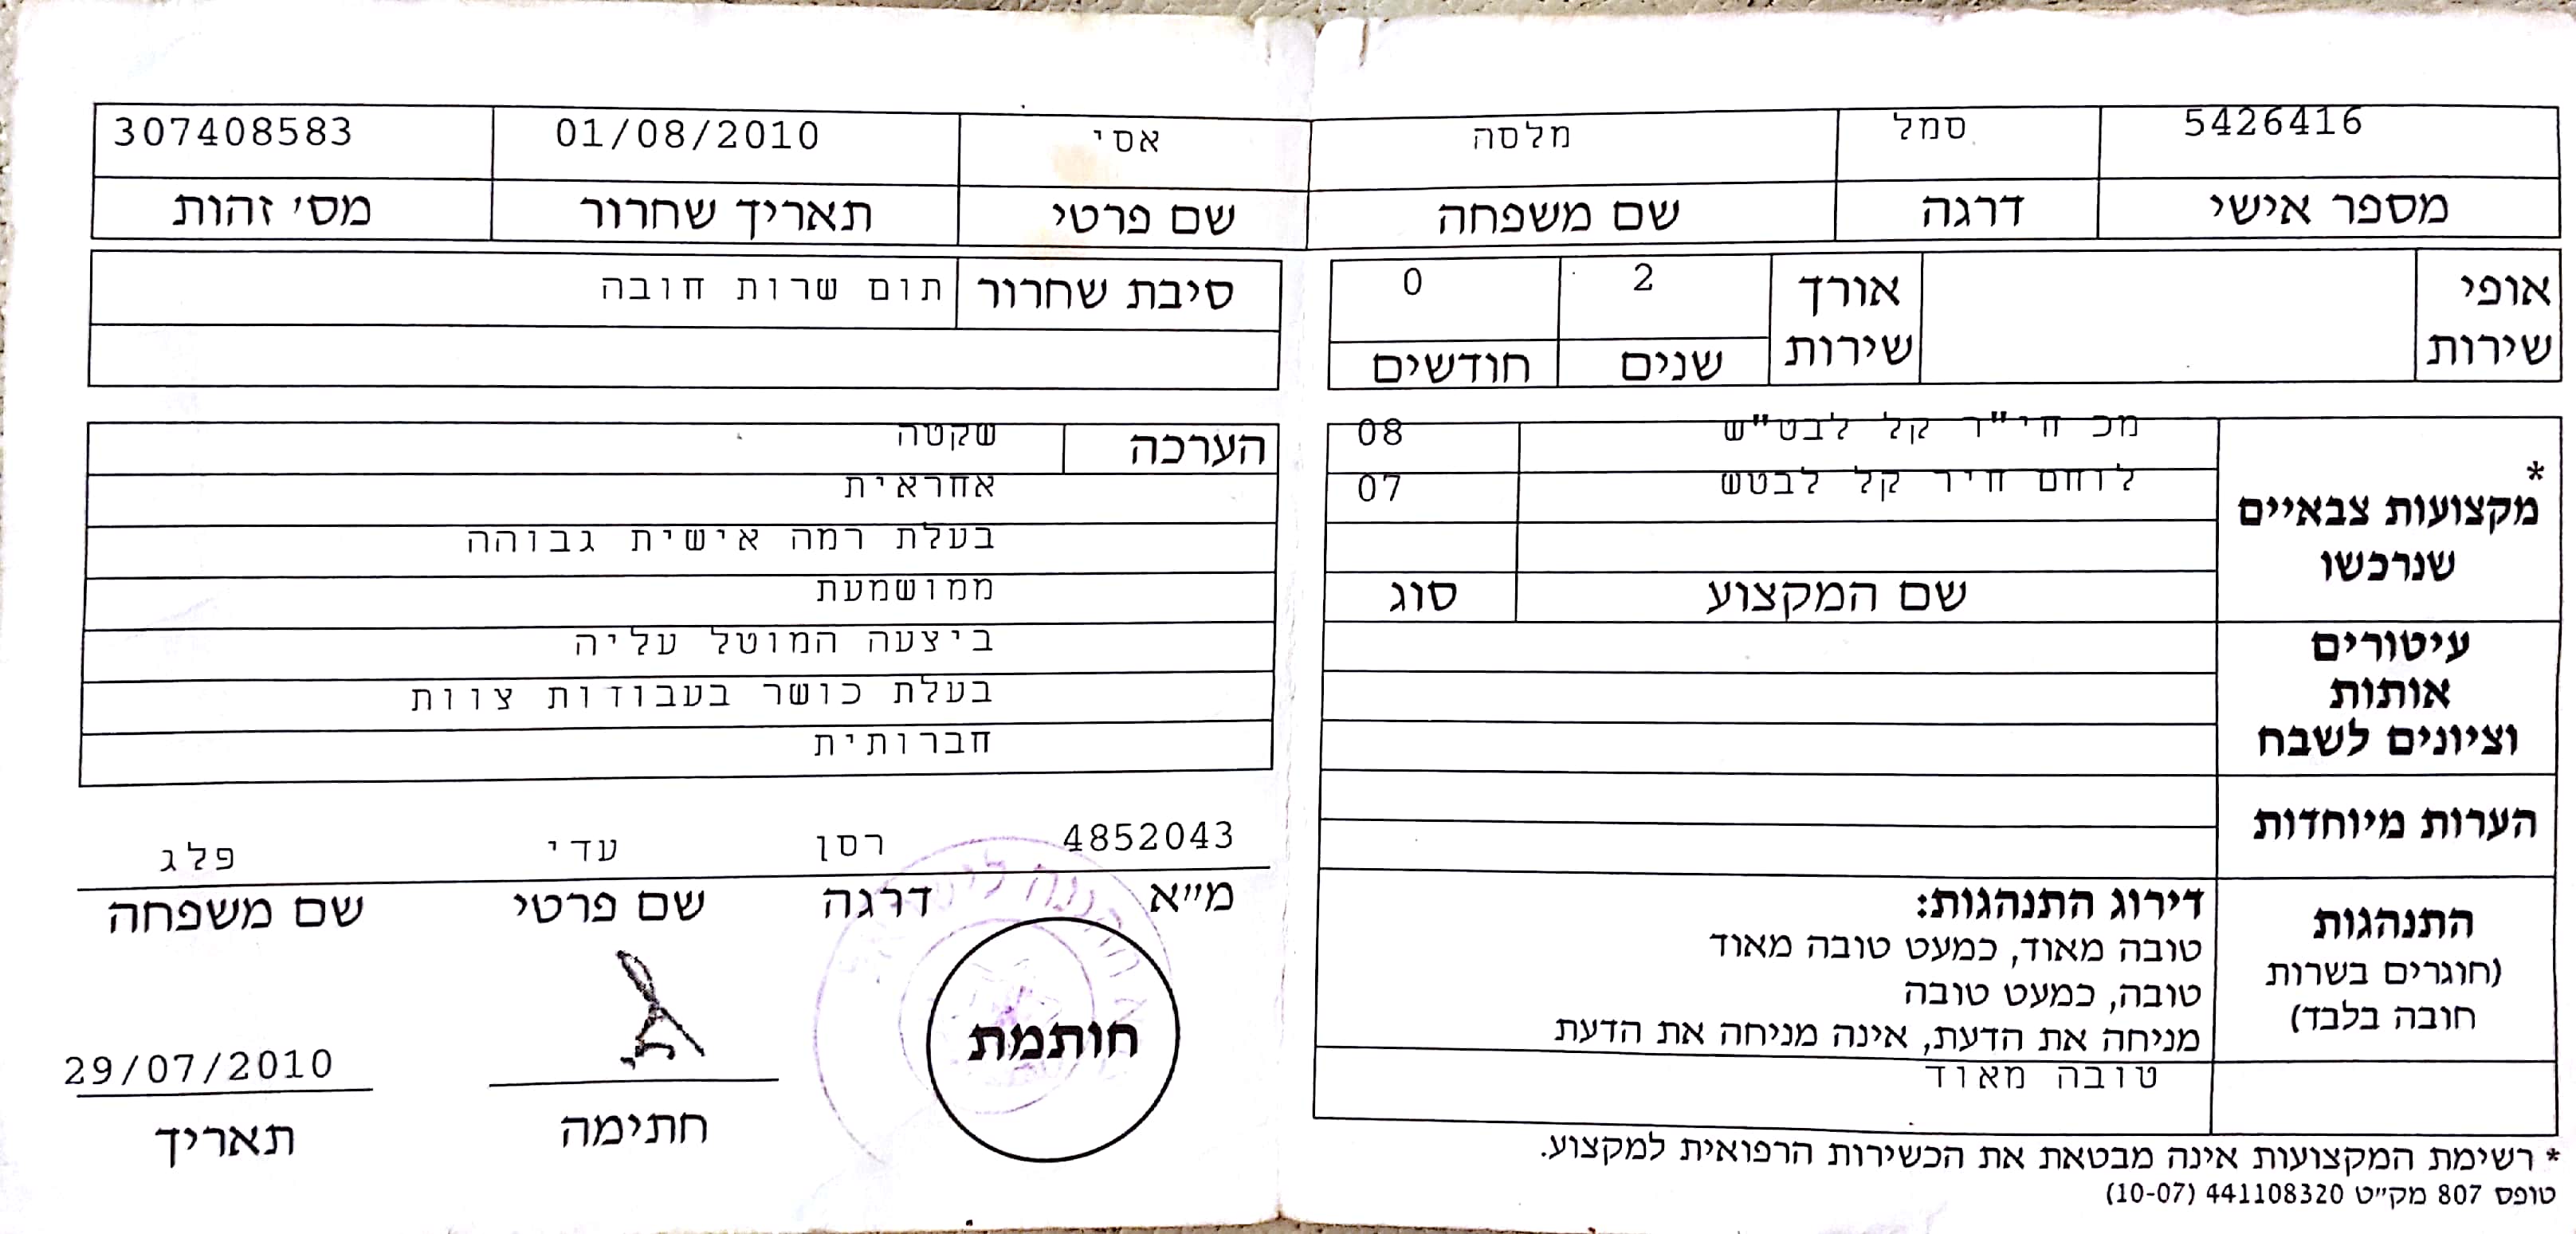 5426416 סמל מלסה אסי 01/08/2010 307408583
מספר אישי דרגה שם משפחה שם פרטי תאריך שחרור מס׳ זהות
אופי שירות
אורך שירות
2 0
שנים חודשים
סיבת שחרור תום שרות חובה
* מקצועות צבאיים שנרכשו
מכ חי"ר קל לבט"ש 08
לוחם חיר קל לבטש 07
שם המקצוע סוג
עיטורים
אותות
וציונים לשבח
הערות מיוחדות
התנהגות
(חוגרים בשרות
חובה בלבד)
דירוג התנהגות:
טובה מאוד, כמעט טובה מאוד
טובה, כמעט טובה
מניחה את הדעת, אינה מניחה את הדעת
טובה מאוד
* רשימת המקצועות אינה מבטאת את הכשירות הרפואית למקצוע.
טופס 807 מק״ט 441108320 (10-07)
הערכה שקטה
אחראית
בעלת רמה אישית גבוהה
ממושמעת
ביצעה המוטל עליה
בעלת כושר בעבודות צוות
חברותית
4852043 רסן עדי פלג
מ״א דרגה שם פרטי שם משפחה
חותמת
29/07/2010
חתימה תאריך